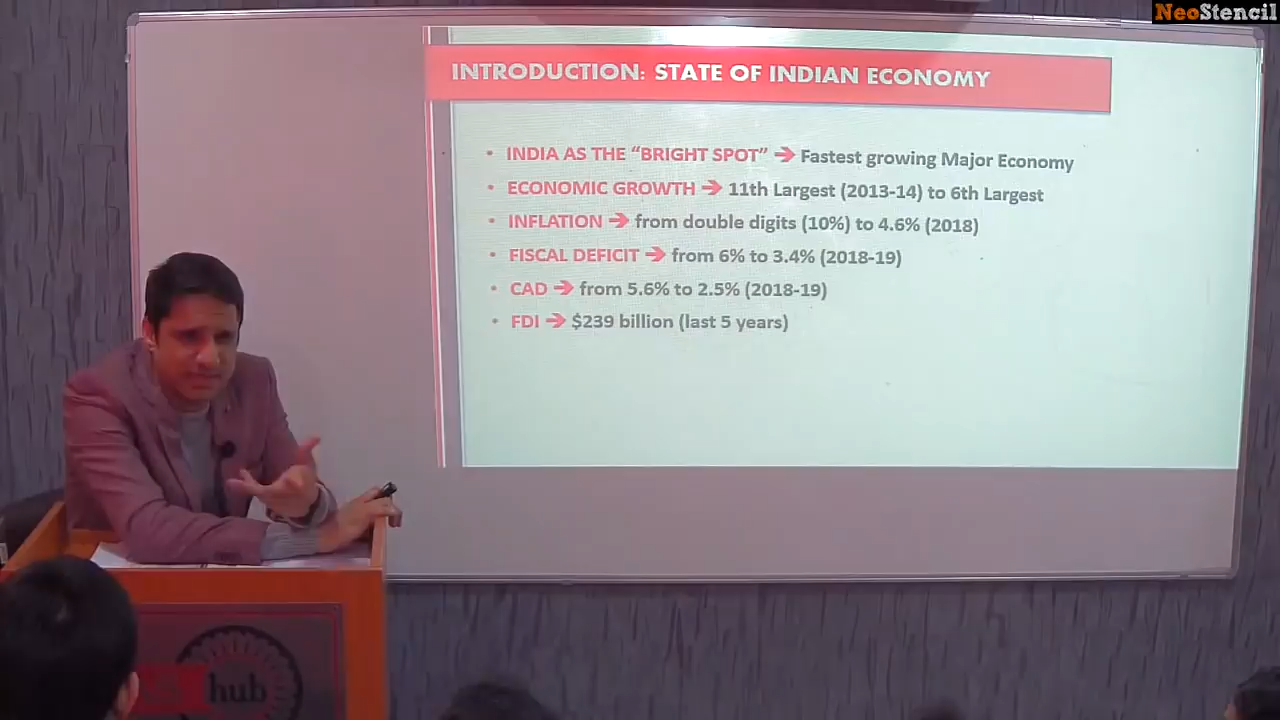 NeoStencil
INTRODUCTION: STATE OF INDIAN ECONOMY
• INDIA AS THE “BRIGHT SPOT” → Fastest growing Major Economy
• ECONOMIC GROWTH → 11th Largest (2013-14) to 6th Largest
• INFLATION → from double digits (10%) to 4.6% (2018)
• FISCAL DEFICIT → from 6% to 3.4% (2018-19)
• CAD → from 5.6% to 2.5% (2018-19)
• FDI → $239 billion (last 5 years)
hub